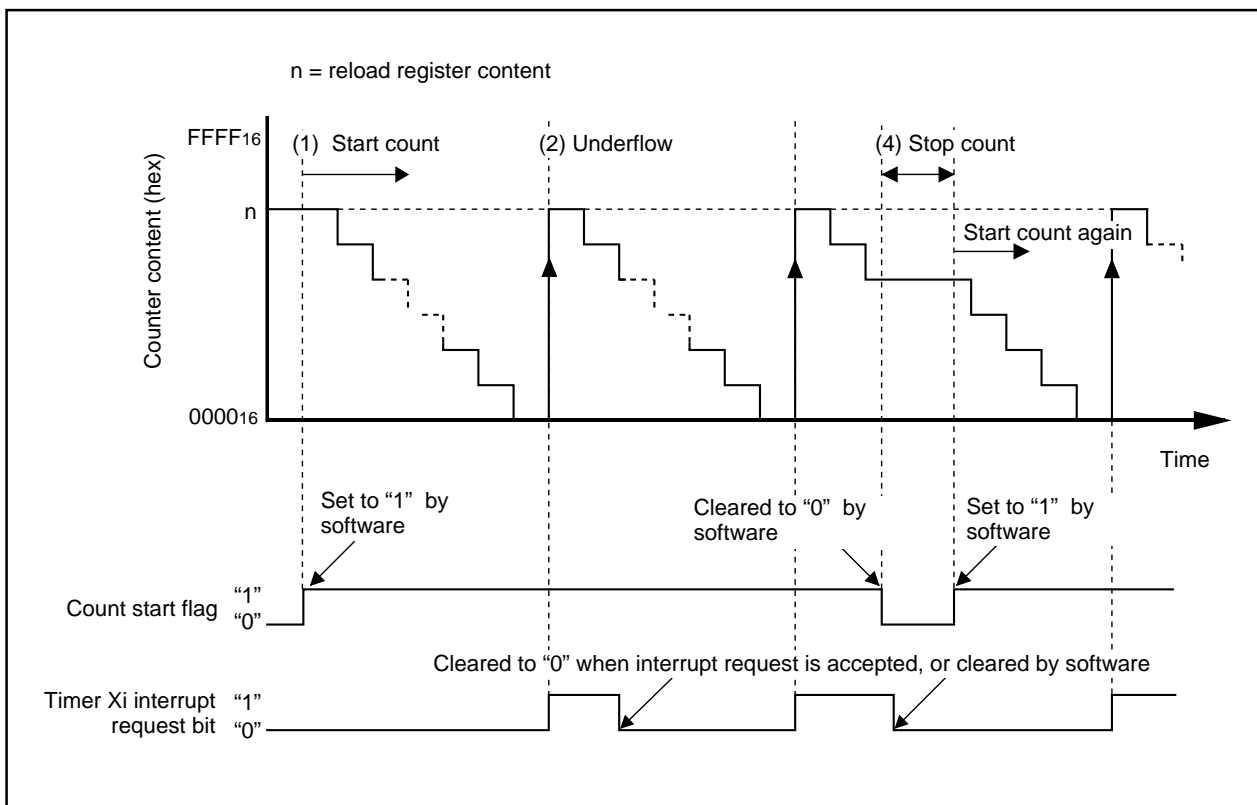 n = reload register content
FFFF16
(1) Start count
(2) Underflow
(4) Stop count
n
Start count again
Counter content (hex)
000016
Time
Set to “1” by
software
Cleared to “0” by
software
Set to “1” by
software
Count start flag
“1”
“0”
Cleared to “0” when interrupt request is accepted, or cleared by software
Timer Xi interrupt
request bit
“1”
“0”